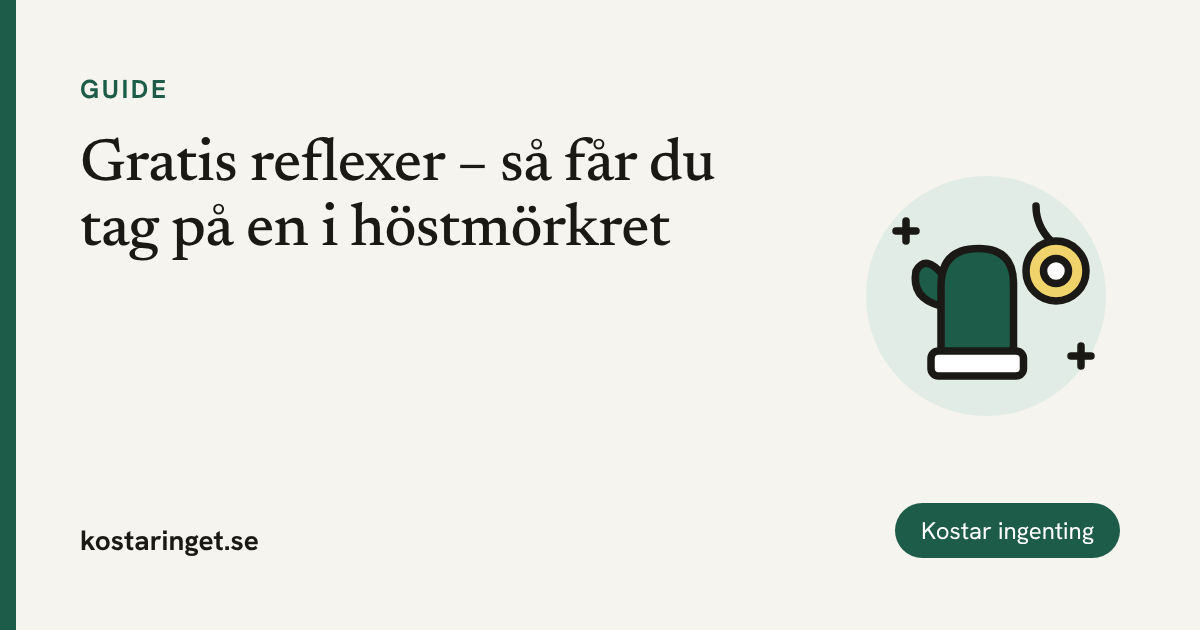 GUIDE
Gratis reflexer – så får du
tag på en i höstmörkret
kostaringet.se
Kostar ingenting